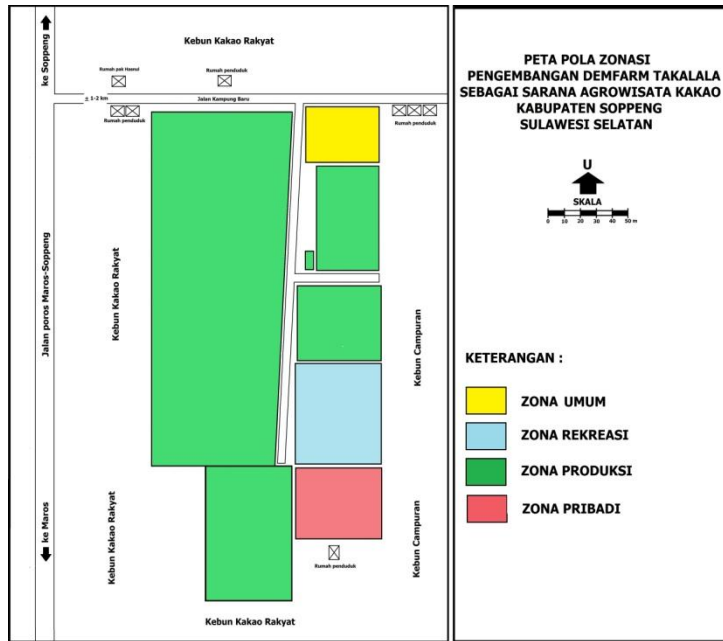 ke Soppeng
Kebun Kakao Rakyat
Rumah pak Hasnul
Rumah penduduk
± 1-2 km
Jalan Kampung Baru
Rumah penduduk
Rumah penduduk
Jalan poros Maros-Soppeng
Kebun Kakao Rakyat
Kebun Campuran
ke Maros
Kebun Kakao Rakyat
Kebun Campuran
Rumah penduduk
Kebun Kakao Rakyat
PETA POLA ZONASI
PENGEMBANGAN DEMFARM TAKALALA
SEBAGAI SARANA AGROWISATA KAKAO
KABUPATEN SOPPENG
SULAWESI SELATAN
U
SKALA
0 10 20 30 40 50 m
KETERANGAN :
ZONA UMUM
ZONA REKREASI
ZONA PRODUKSI
ZONA PRIBADI